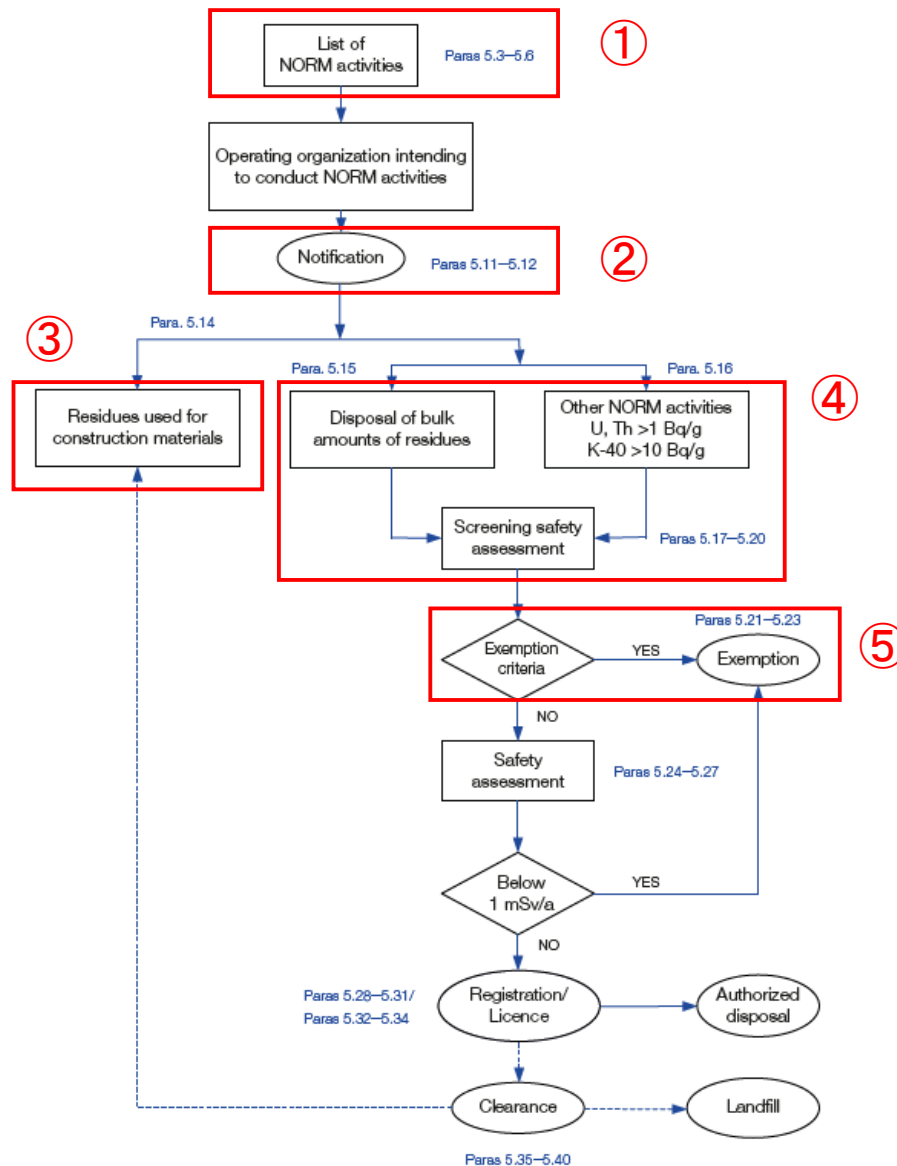 List of
NORM activities
Paras 5.3–5.6
①
Operating organization intending
to conduct NORM activities
Notification
Paras 5.11–5.12
②
Para. 5.14
③
Para. 5.15
Para. 5.16
④
Residues used for
construction materials
Disposal of bulk
amounts of residues
Other NORM activities
U, Th >1 Bq/g
K-40 >10 Bq/g
Screening safety
assessment
Paras 5.17–5.20
Paras 5.21–5.23
Exemption
criteria
YES
Exemption
⑤
NO
Safety
assessment
Paras 5.24–5.27
Below
1 mSv/a
YES
NO
Paras 5.28–5.31/
Paras 5.32–5.34
Registration/
Licence
Authorized
disposal
Clearance
Landfill
Paras 5.35–5.40